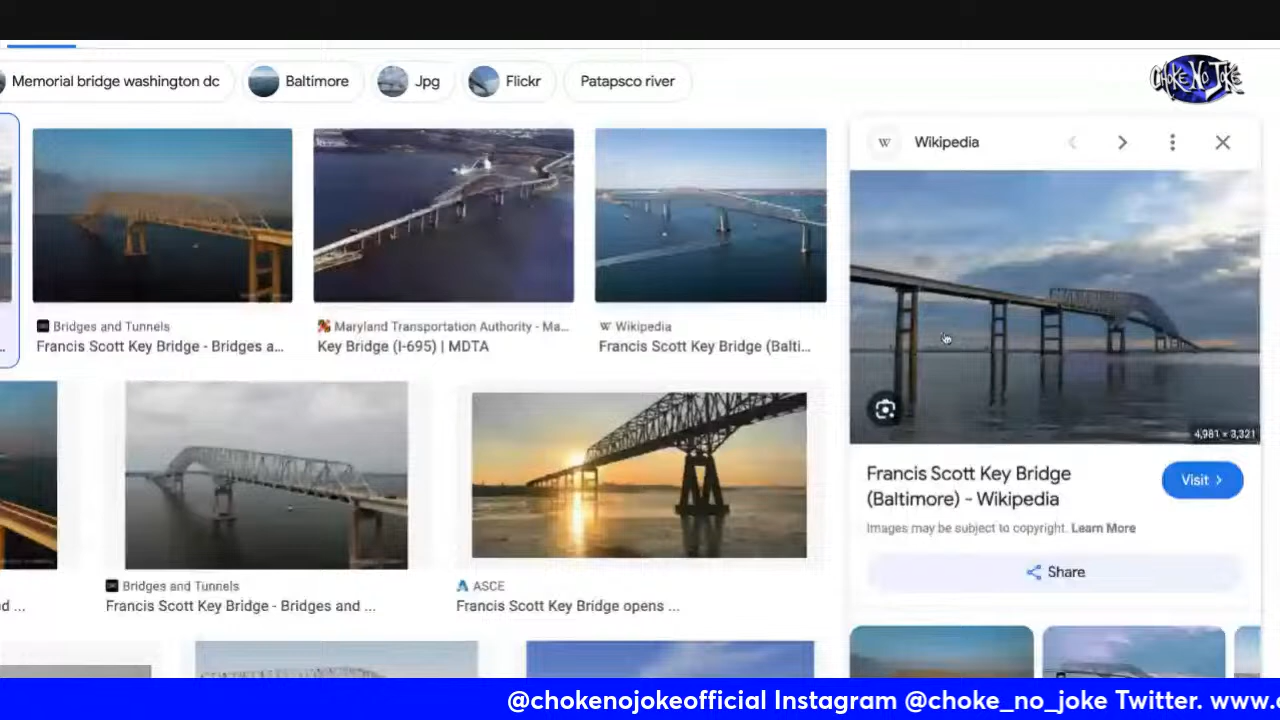 Memorial bridge washington dc
Baltimore
Jpg
Flickr
Patapsco river
CHOKE NO JOKE
W Wikipedia
Bridges and Tunnels
Francis Scott Key Bridge - Bridges a...
Maryland Transportation Authority - Ma...
Key Bridge (I-695) | MDTA
W Wikipedia
Francis Scott Key Bridge (Balti...
4,981 × 3,321
Francis Scott Key Bridge
(Baltimore) - Wikipedia
Visit
Images may be subject to copyright. Learn More
Share
d ...
Bridges and Tunnels
Francis Scott Key Bridge - Bridges and ...
ASCE
Francis Scott Key Bridge opens ...
@chokenojokeofficial Instagram @choke_no_joke Twitter. www.